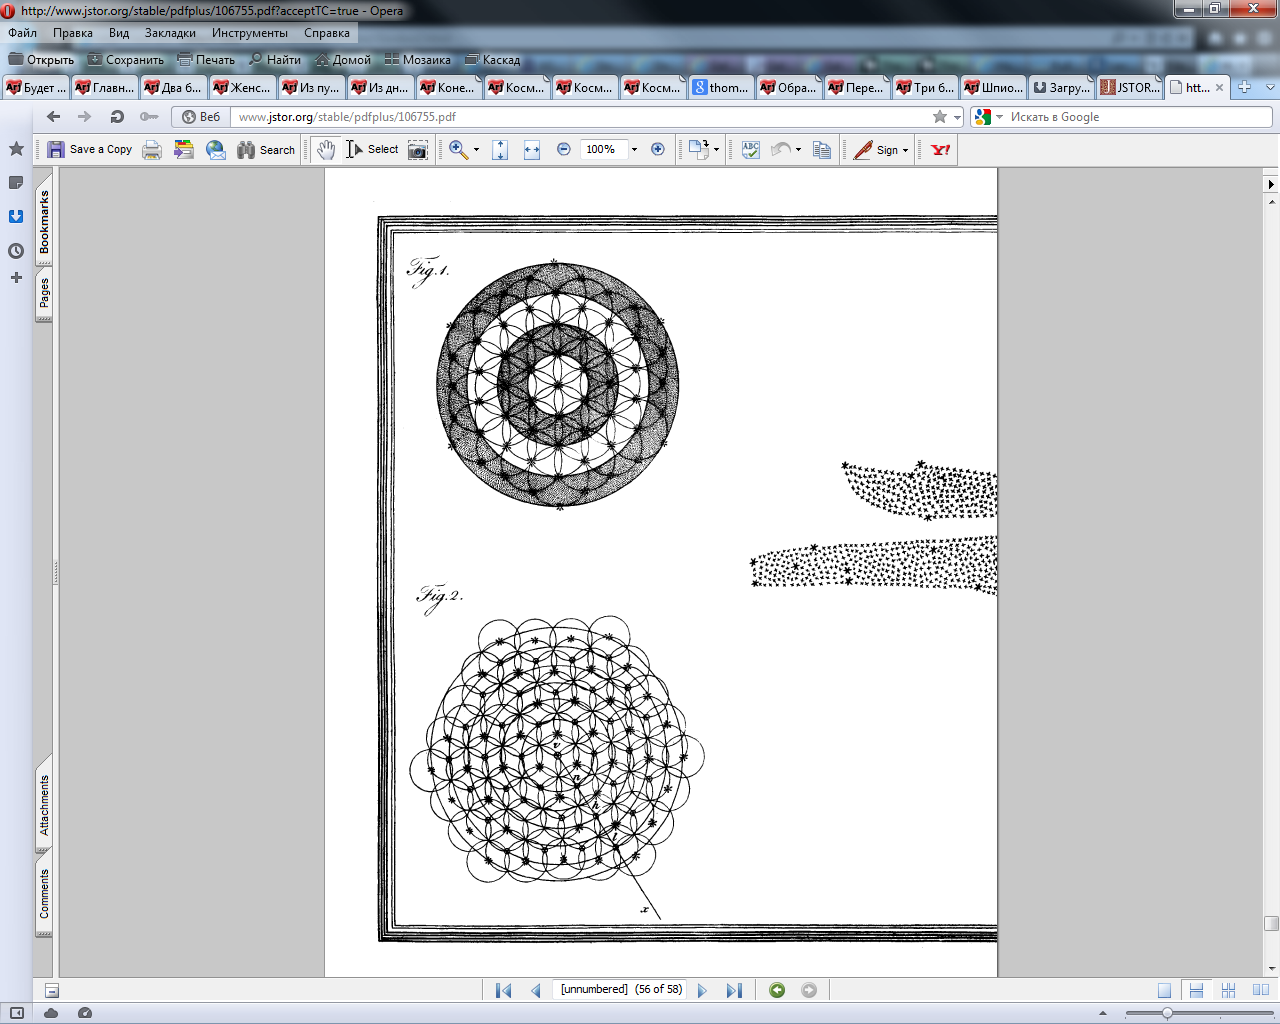 http://www.jstor.org/stable/pdfplus/106755.pdf?acceptTC=true - Opera
Файл Правка Вид Закладки Инструменты Справка
Открыть Сохранить Печать Найти Домой Мозаика Каскад
Будет ... Главн... Два б... Женс... Из пу... Из дн... Коне... Косм... Косм... Косм... thom... Обра... Пере... Три б... Шпио... Загру... JSTOR... htt...
Веб www.jstor.org/stable/pdfplus/106755.pdf Искать в Google
Save a Copy Search Select 100% Sign Y!
Bookmarks
Pages
Fig. 1.
Fig. 2.
v
n
h
l
x
Attachments
Comments
[unnumbered] (56 of 58)